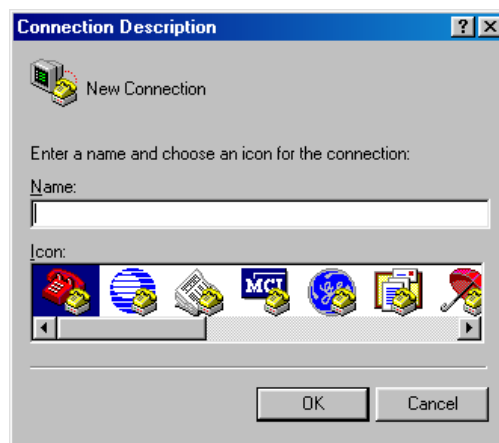 Connection Description
New Connection
Enter a name and choose an icon for the connection:
Name:
Icon:
MCI
OK
Cancel